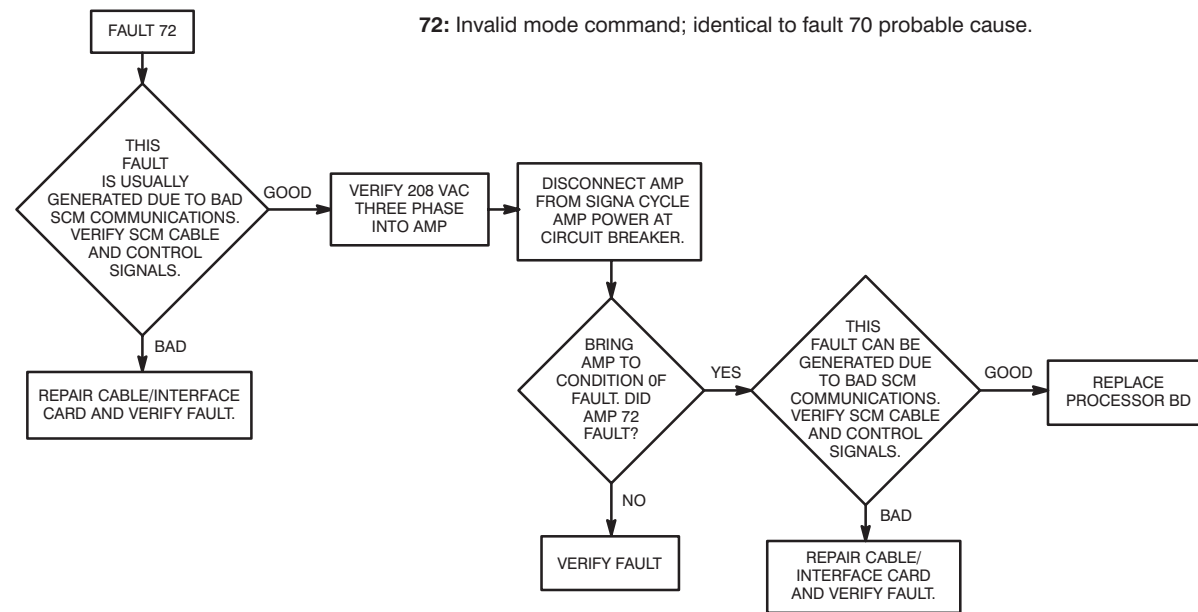 FAULT 72
72: Invalid mode command; identical to fault 70 probable cause.
THIS
FAULT
IS USUALLY
GENERATED DUE TO BAD
SCM COMMUNICATIONS.
VERIFY SCM CABLE
AND CONTROL
SIGNALS.
GOOD
BAD
REPAIR CABLE/INTERFACE
CARD AND VERIFY FAULT.
VERIFY 208 VAC
THREE PHASE
INTO AMP
DISCONNECT AMP
FROM SIGNA CYCLE
AMP POWER AT
CIRCUIT BREAKER.
BRING
AMP TO
CONDITION 0F
FAULT. DID
AMP 72
FAULT?
YES
NO
VERIFY FAULT
THIS
FAULT CAN BE
GENERATED DUE
TO BAD SCM
COMMUNICATIONS.
VERIFY SCM CABLE
AND CONTROL
SIGNALS.
GOOD
BAD
REPLACE
PROCESSOR BD
REPAIR CABLE/
INTERFACE CARD
AND VERIFY FAULT.